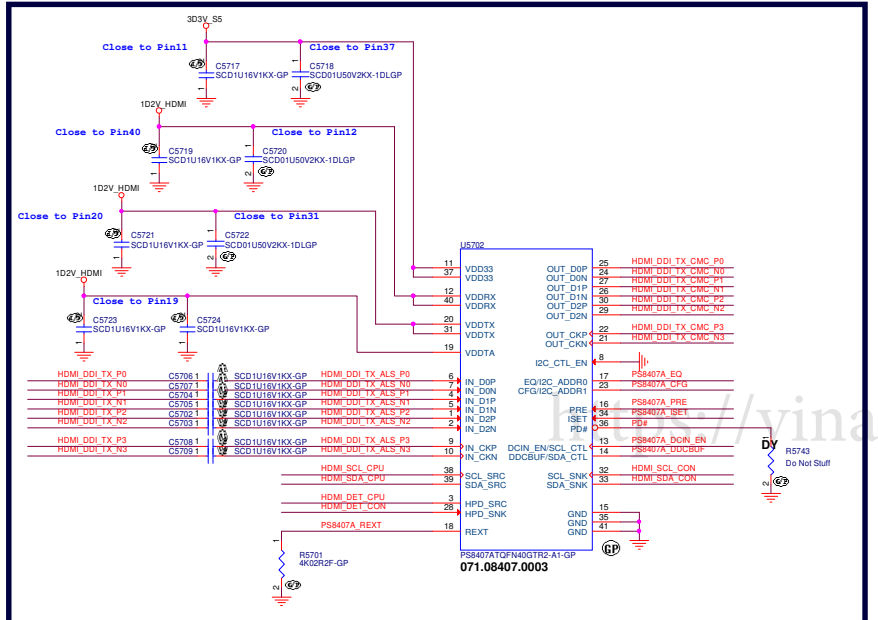 3D3V_S5
Close to Pin11
Close to Pin37
C5717
SCD1U16V1KX-GP
C5718
SCD01U50V2KX-1DLGP
1D2V_HDMI
Close to Pin40
Close to Pin12
C5719
SCD1U16V1KX-GP
C5720
SCD01U50V2KX-1DLGP
1D2V_HDMI
Close to Pin20
Close to Pin31
C5721
SCD1U16V1KX-GP
C5722
SCD01U50V2KX-1DLGP
1D2V_HDMI
Close to Pin19
C5723
SCD1U16V1KX-GP
C5724
SCD1U16V1KX-GP
U5702
11 VDD33
37 VDD33
12 VDDRX
40 VDDRX
20 VDDTX
31 VDDTX
19 VDDTA
HDMI_DDI_TX_P0 C5706 1 SCD1U16V1KX-GP HDMI_DDI_TX_ALS_P0 6 IN_D0P
HDMI_DDI_TX_N0 C5707 1 SCD1U16V1KX-GP HDMI_DDI_TX_ALS_N0 7 IN_D0N
HDMI_DDI_TX_P1 C5704 1 SCD1U16V1KX-GP HDMI_DDI_TX_ALS_P1 4 IN_D1P
HDMI_DDI_TX_N1 C5705 1 SCD1U16V1KX-GP HDMI_DDI_TX_ALS_N1 5 IN_D1N
HDMI_DDI_TX_P2 C5702 1 SCD1U16V1KX-GP HDMI_DDI_TX_ALS_P2 1 IN_D2P
HDMI_DDI_TX_N2 C5703 1 SCD1U16V1KX-GP HDMI_DDI_TX_ALS_N2 2 IN_D2N
HDMI_DDI_TX_P3 C5708 1 SCD1U16V1KX-GP HDMI_DDI_TX_ALS_P3 9 IN_CKP
HDMI_DDI_TX_N3 C5709 1 SCD1U16V1KX-GP HDMI_DDI_TX_ALS_N3 10 IN_CKN
HDMI_SCL_CPU 38 SCL_SRC
HDMI_SDA_CPU 39 SDA_SRC
HDMI_DET_CPU 3 HPD_SRC
HDMI_DET_CON 28 HPD_SNK
PS8407A_REXT 18 REXT
R5701
4K02R2F-GP
OUT_D0P 25 HDMI_DDI_TX_CMC_P0
OUT_D0N 24 HDMI_DDI_TX_CMC_N0
OUT_D1P 27 HDMI_DDI_TX_CMC_P1
OUT_D1N 26 HDMI_DDI_TX_CMC_N1
OUT_D2P 30 HDMI_DDI_TX_CMC_P2
OUT_D2N 29 HDMI_DDI_TX_CMC_N2
OUT_CKP 22 HDMI_DDI_TX_CMC_P3
OUT_CKN 21 HDMI_DDI_TX_CMC_N3
I2C_CTL_EN 8
EQ/I2C_ADDR0 17 PS8407A_EQ
CFG/I2C_ADDR1 23 PS8407A_CFG
PRE 16 PS8407A_PRE
ISET 34 PS8407A_ISET
PD# 36 PD#
DCIN_EN/SCL_CTL 13 PS8407A_DCIN_EN
DDCBUF/SDA_CTL 14 PS8407A_DDCBUF
SCL_SNK 32 HDMI_SCL_CON
SDA_SNK 33 HDMI_SDA_CON
GND 15
GND 35
GND 41
GP
PS8407ATQFN40GTR2-A1-GP
071.08407.0003
DY
R5743
Do Not Stuff
https://vina